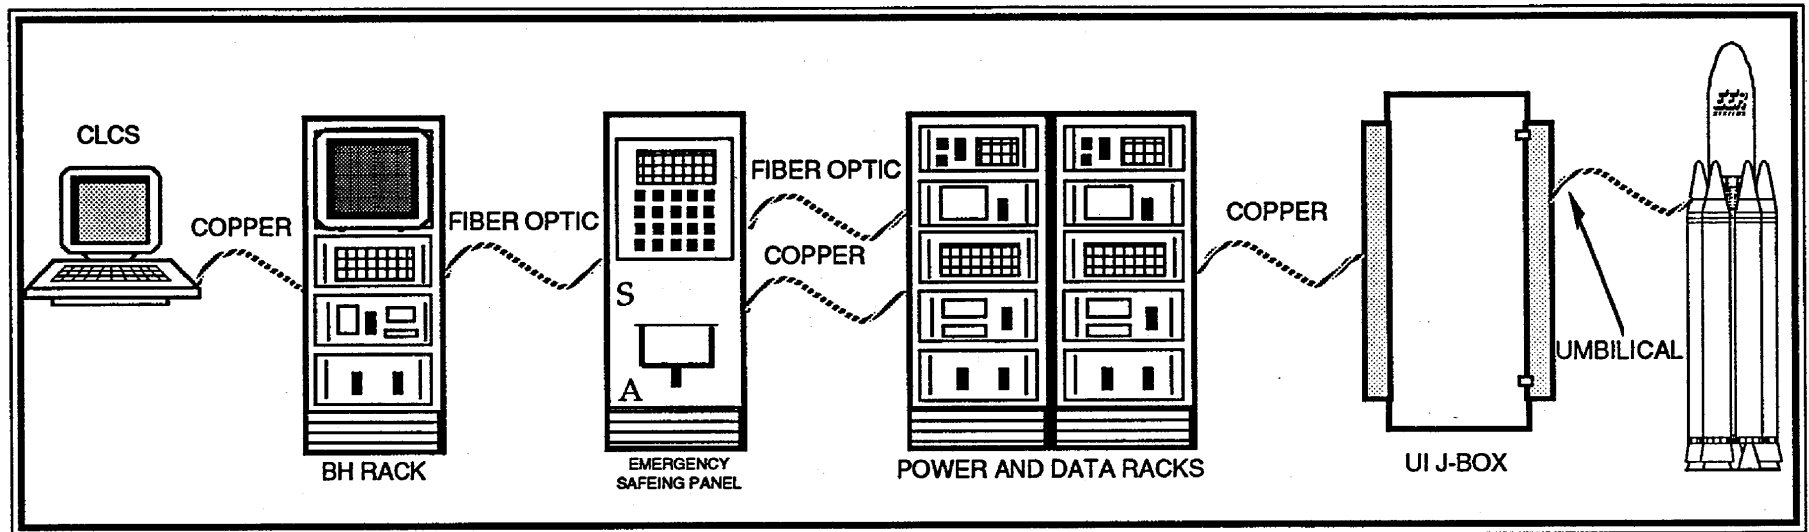 CLCS
COPPER
BH RACK
FIBER OPTIC
S
A
EMERGENCY
SAFEING PANEL
FIBER OPTIC
COPPER
POWER AND DATA RACKS
COPPER
UI J-BOX
UMBILICAL